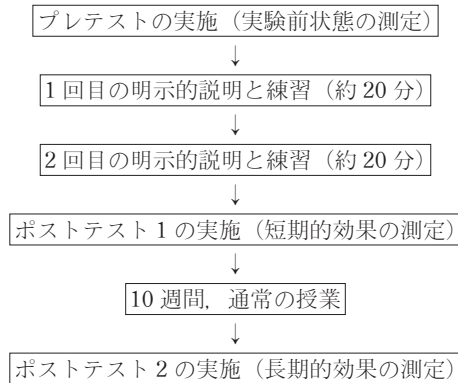 プレテストの実施（実験前状態の測定）
↓
1 回目の明示的説明と練習（約 20 分）
↓
2 回目の明示的説明と練習（約 20 分）
↓
ポストテスト 1 の実施（短期的効果の測定）
↓
10 週間，通常の授業
↓
ポストテスト 2 の実施（長期的効果の測定）